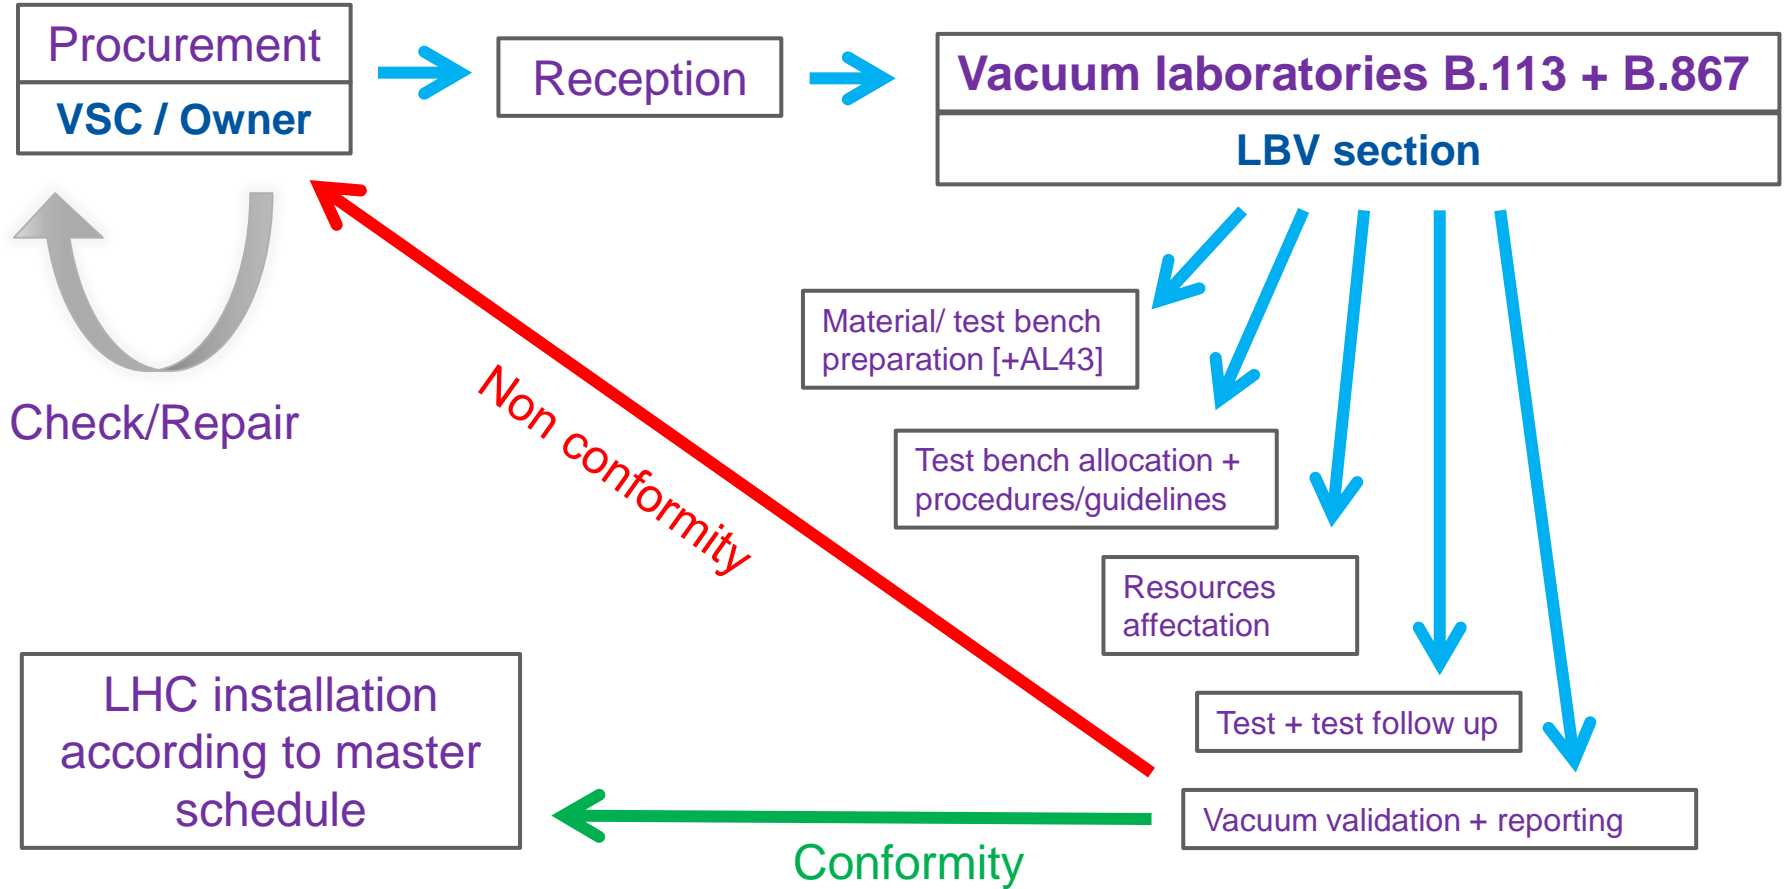 Procurement
VSC / Owner
Reception
Vacuum laboratories B.113 + B.867
LBV section
Check/Repair
Material/ test bench
preparation [+AL43]
Test bench allocation +
procedures/guidelines
Resources
affectation
Test + test follow up
Vacuum validation + reporting
Non conformity
Conformity
LHC installation
according to master
schedule